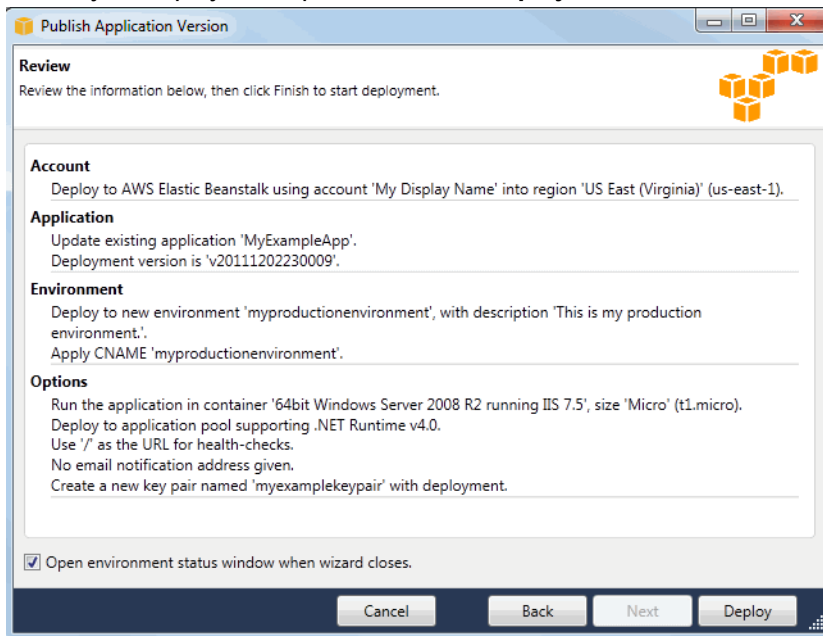 Publish Application Version
Review
Review the information below, then click Finish to start deployment.
Account
Deploy to AWS Elastic Beanstalk using account 'My Display Name' into region 'US East (Virginia)' (us-east-1).
Application
Update existing application 'MyExampleApp'.
Deployment version is 'v20111202230009'.
Environment
Deploy to new environment 'myproductionenvironment', with description 'This is my production
environment.'.
Apply CNAME 'myproductionenvironment'.
Options
Run the application in container '64bit Windows Server 2008 R2 running IIS 7.5', size 'Micro' (t1.micro).
Deploy to application pool supporting .NET Runtime v4.0.
Use '/' as the URL for health-checks.
No email notification address given.
Create a new key pair named 'myexamplekeypair' with deployment.
Open environment status window when wizard closes.
Cancel Back Next Deploy